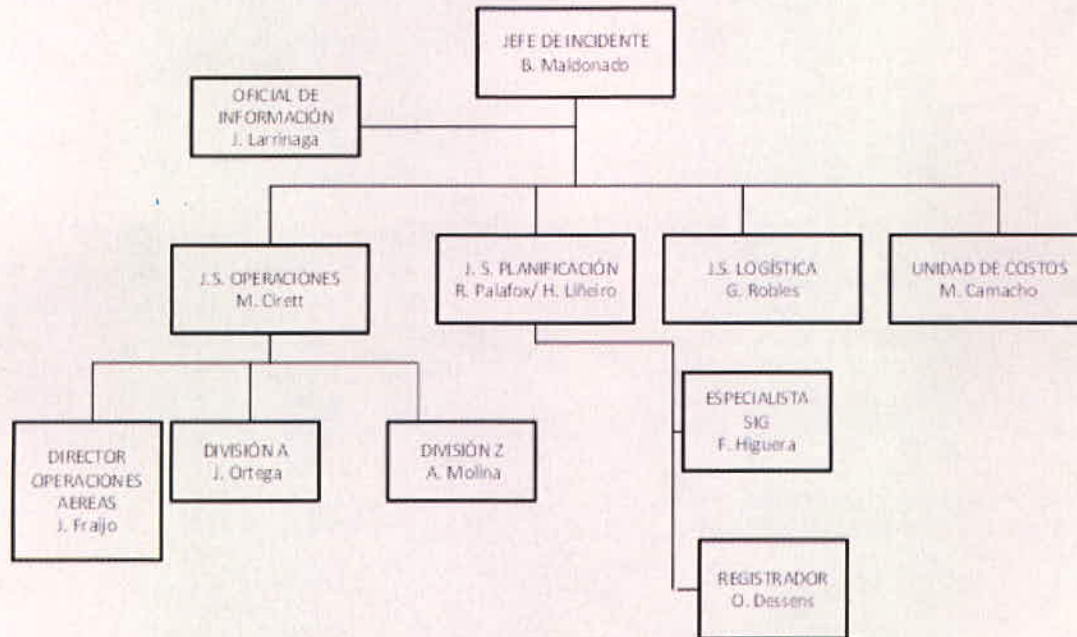 JEFE DE INCIDENTE
B. Maldonado
OFICIAL DE
INFORMACIÓN
J. Larrinaga
J.S. OPERACIONES
M. Cirett
J. S. PLANIFICACIÓN
R. Palafox/ H. Liñeiro
J.S. LOGÍSTICA
G. Robles
UNIDAD DE COSTOS
M. Camacho
DIRECTOR
OPERACIONES
AEREAS
J. Fraijo
DIVISIÓN A
J. Ortega
DIVISIÓN Z
A. Molina
ESPECIALISTA
SIG
F. Higuera
REGISTRADOR
O. Dessens